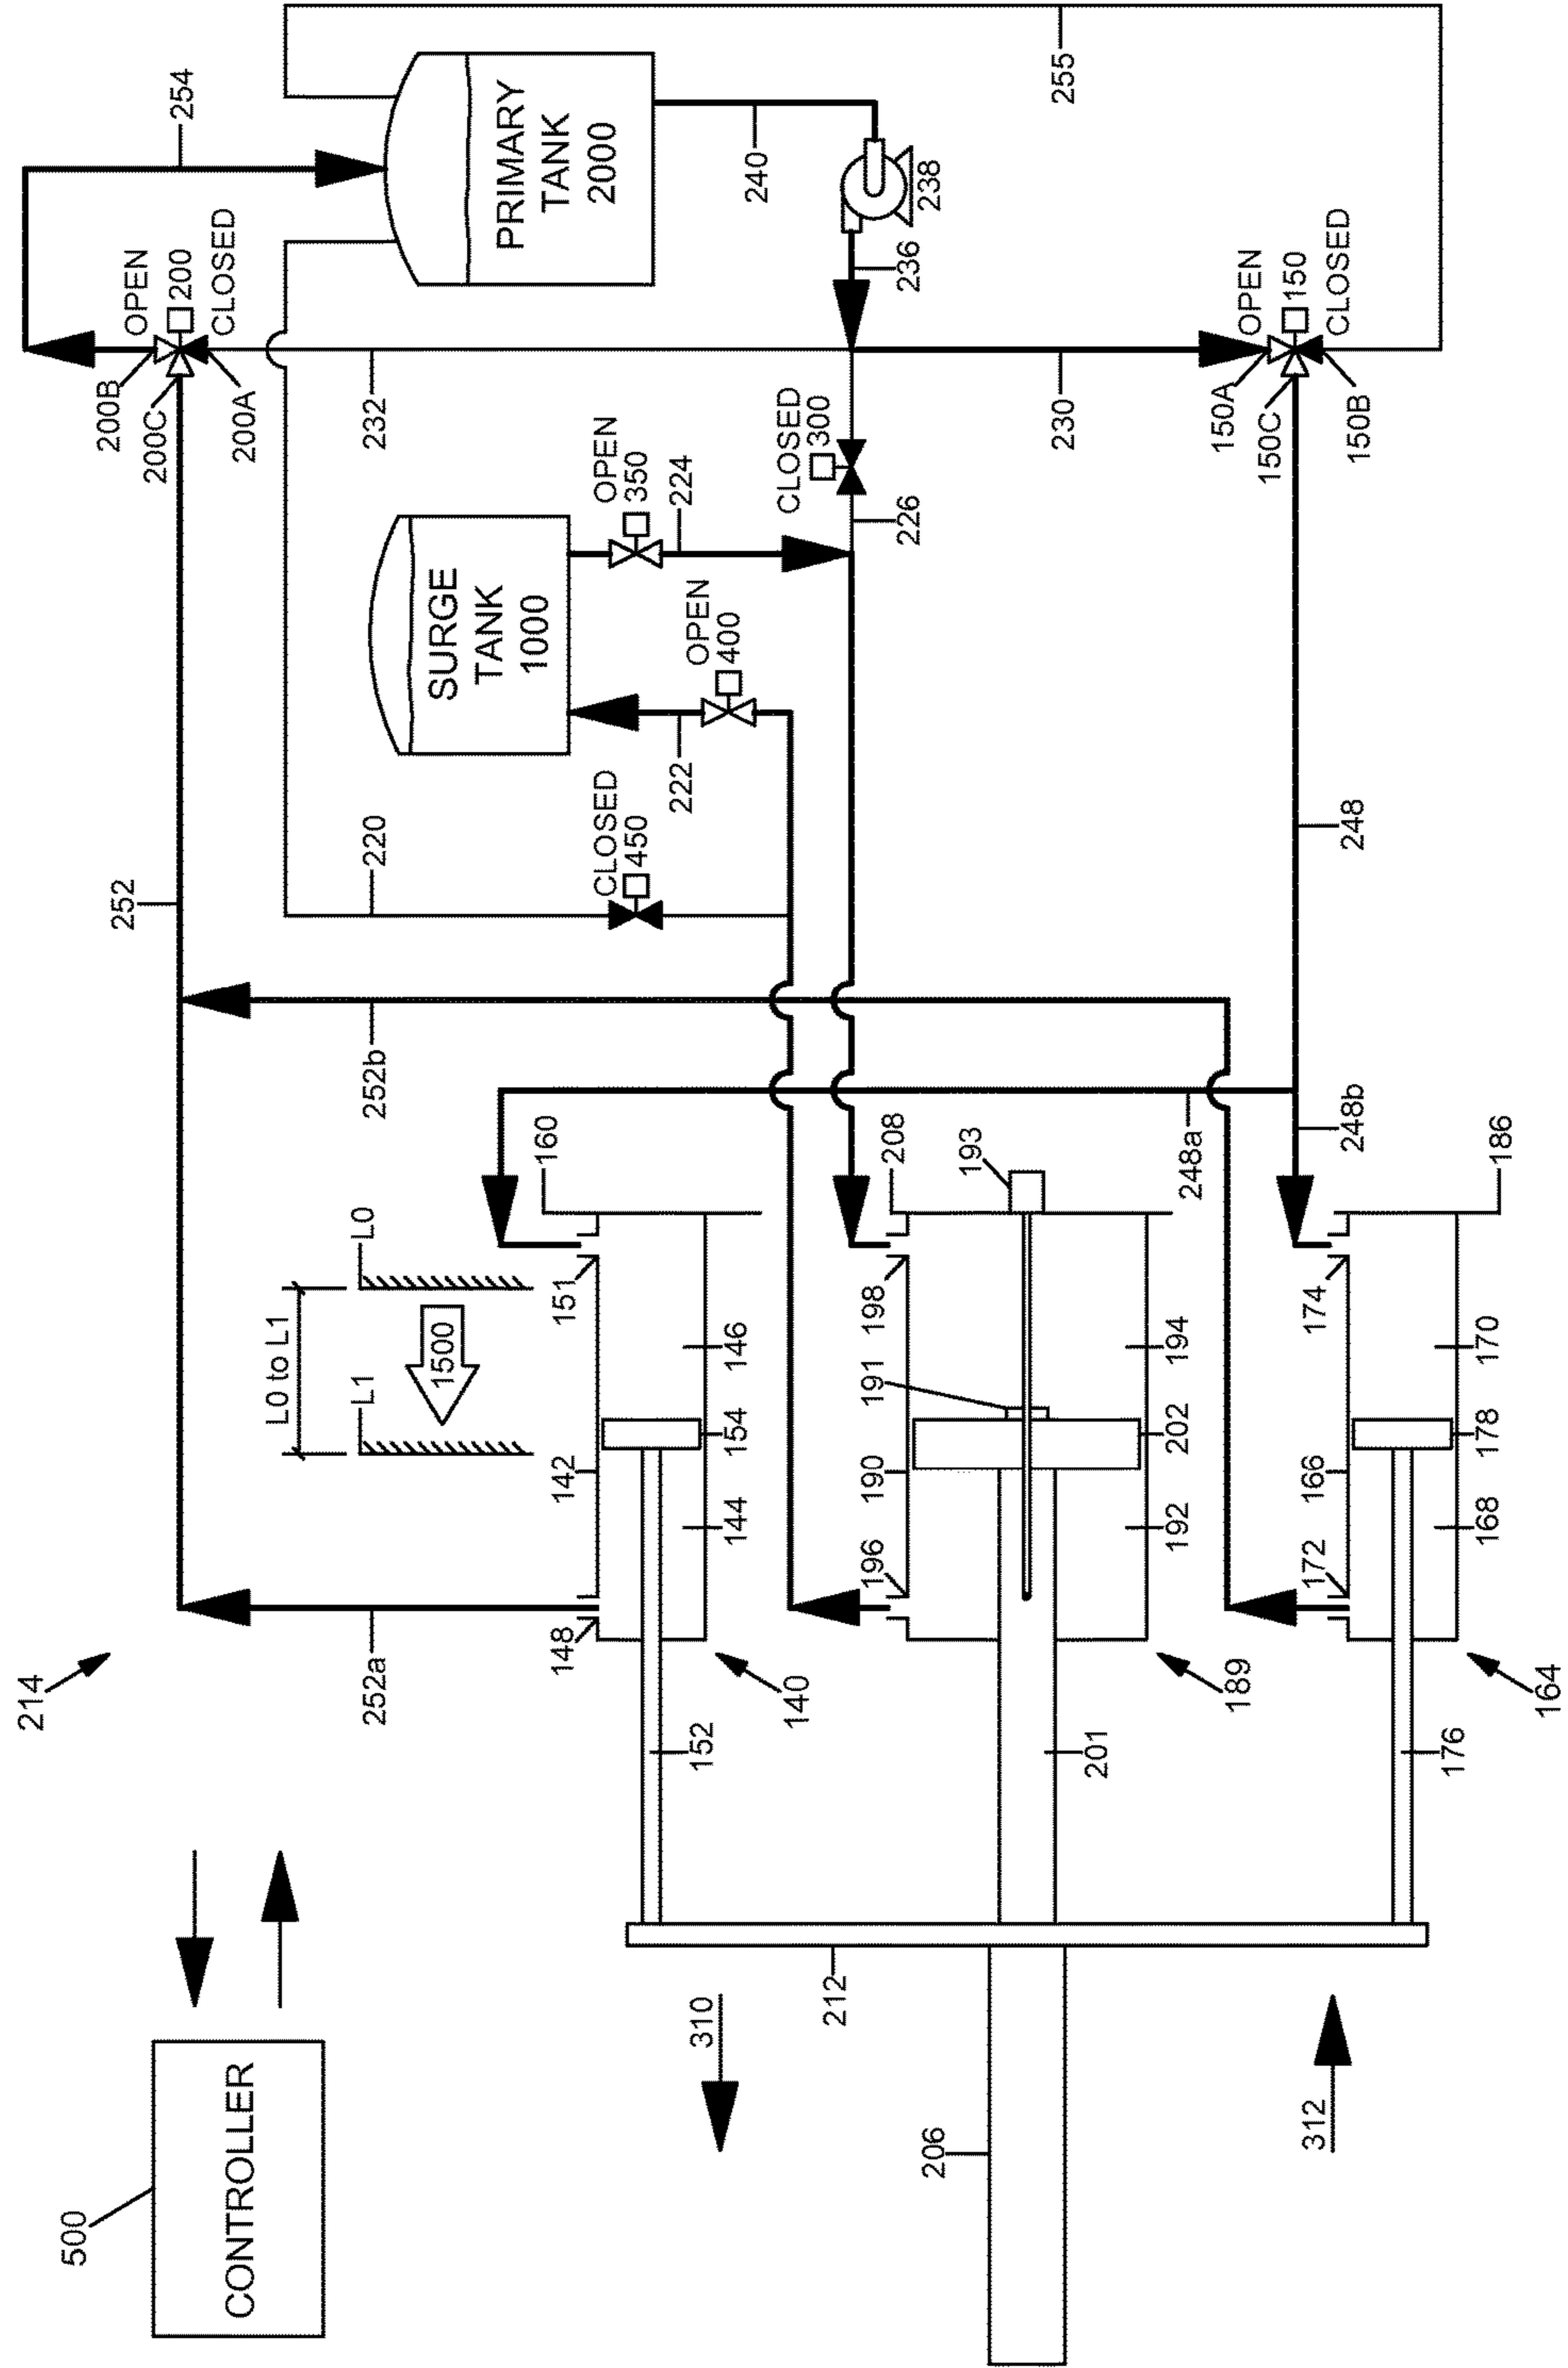 500
CONTROLLER
214
252a
252
252b
254
200B
200C
200A
OPEN
200
CLOSED
232
220
L0 to L1
L0
L1
1500
160
PRIMARY
TANK
2000
240
238
236
255
SURGE
TANK
1000
OPEN
350
224
OPEN
400
222
CLOSED
450
CLOSED
300
226
230
OPEN
150
CLOSED
150A
150C
150B
248
248a
248b
148
142
151
144
154
146
140
152
310
212
206
312
196
190
191
198
208
193
192
202
194
189
201
172
166
174
186
168
178
170
164
176